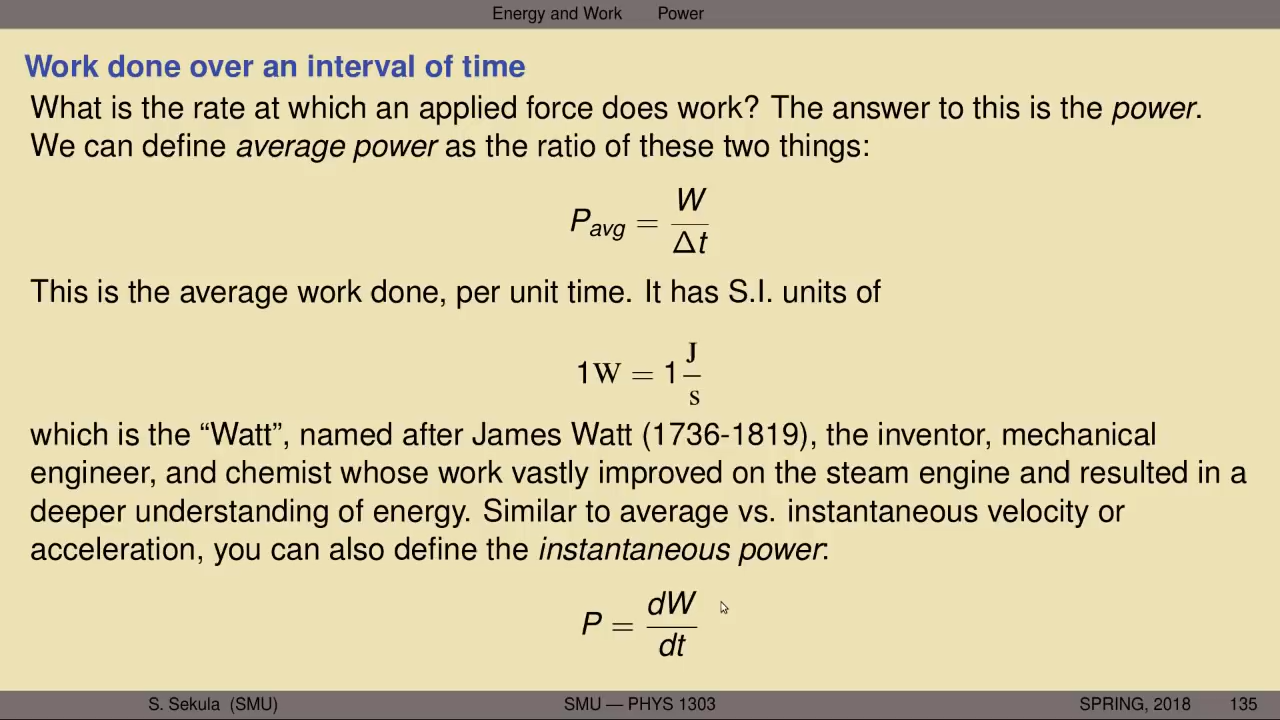 Energy and Work Power
Work done over an interval of time
What is the rate at which an applied force does work? The answer to this is the power.
We can define average power as the ratio of these two things:
P_avg = W/Δt
This is the average work done, per unit time. It has S.I. units of
1W = 1 J/s
which is the “Watt”, named after James Watt (1736-1819), the inventor, mechanical
engineer, and chemist whose work vastly improved on the steam engine and resulted in a
deeper understanding of energy. Similar to average vs. instantaneous velocity or
acceleration, you can also define the instantaneous power:
P = dW/dt
S. Sekula (SMU) SMU — PHYS 1303 SPRING, 2018 135